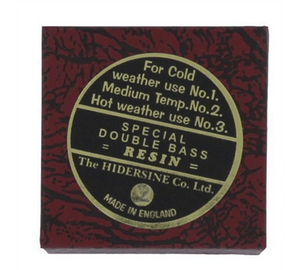 For Cold
weather use No.1.
Medium Temp.No.2.
Hot weather use No.3.
SPECIAL
DOUBLE BASS
= RESIN =
The HIDERSINE Co. Ltd.
2
MADE IN ENGLAND